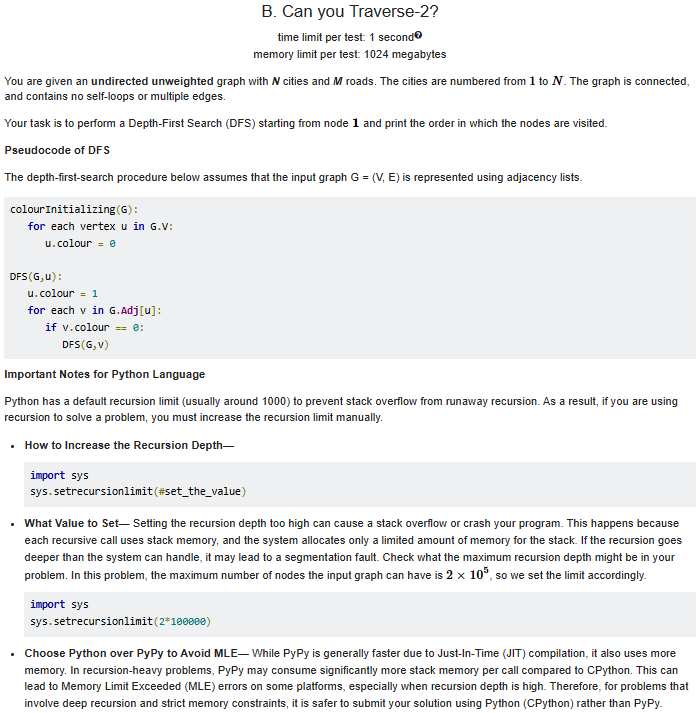 B. Can you Traverse-2?
time limit per test: 1 second
memory limit per test: 1024 megabytes
You are given an undirected unweighted graph with N cities and M roads. The cities are numbered from 1 to N. The graph is connected,
and contains no self-loops or multiple edges.
Your task is to perform a Depth-First Search (DFS) starting from node 1 and print the order in which the nodes are visited.
Pseudocode of DFS
The depth-first-search procedure below assumes that the input graph G = (V, E) is represented using adjacency lists.
colourInitializing(G):
    for each vertex u in G.V:
        u.colour = 0
DFS(G,u):
    u.colour = 1
    for each v in G.Adj[u]:
        if v.colour == 0:
            DFS(G,v)
Important Notes for Python Language
Python has a default recursion limit (usually around 1000) to prevent stack overflow from runaway recursion. As a result, if you are using
recursion to solve a problem, you must increase the recursion limit manually.
• How to Increase the Recursion Depth—
import sys
sys.setrecursionlimit(#set_the_value)
• What Value to Set— Setting the recursion depth too high can cause a stack overflow or crash your program. This happens because
each recursive call uses stack memory, and the system allocates only a limited amount of memory for the stack. If the recursion goes
deeper than the system can handle, it may lead to a segmentation fault. Check what the maximum recursion depth might be in your
problem. In this problem, the maximum number of nodes the input graph can have is 2 × 10⁵, so we set the limit accordingly.
import sys
sys.setrecursionlimit(2*100000)
• Choose Python over PyPy to Avoid MLE— While PyPy is generally faster due to Just-In-Time (JIT) compilation, it also uses more
memory. In recursion-heavy problems, PyPy may consume significantly more stack memory per call compared to CPython. This can
lead to Memory Limit Exceeded (MLE) errors on some platforms, especially when recursion depth is high. Therefore, for problems that
involve deep recursion and strict memory constraints, it is safer to submit your solution using Python (CPython) rather than PyPy.